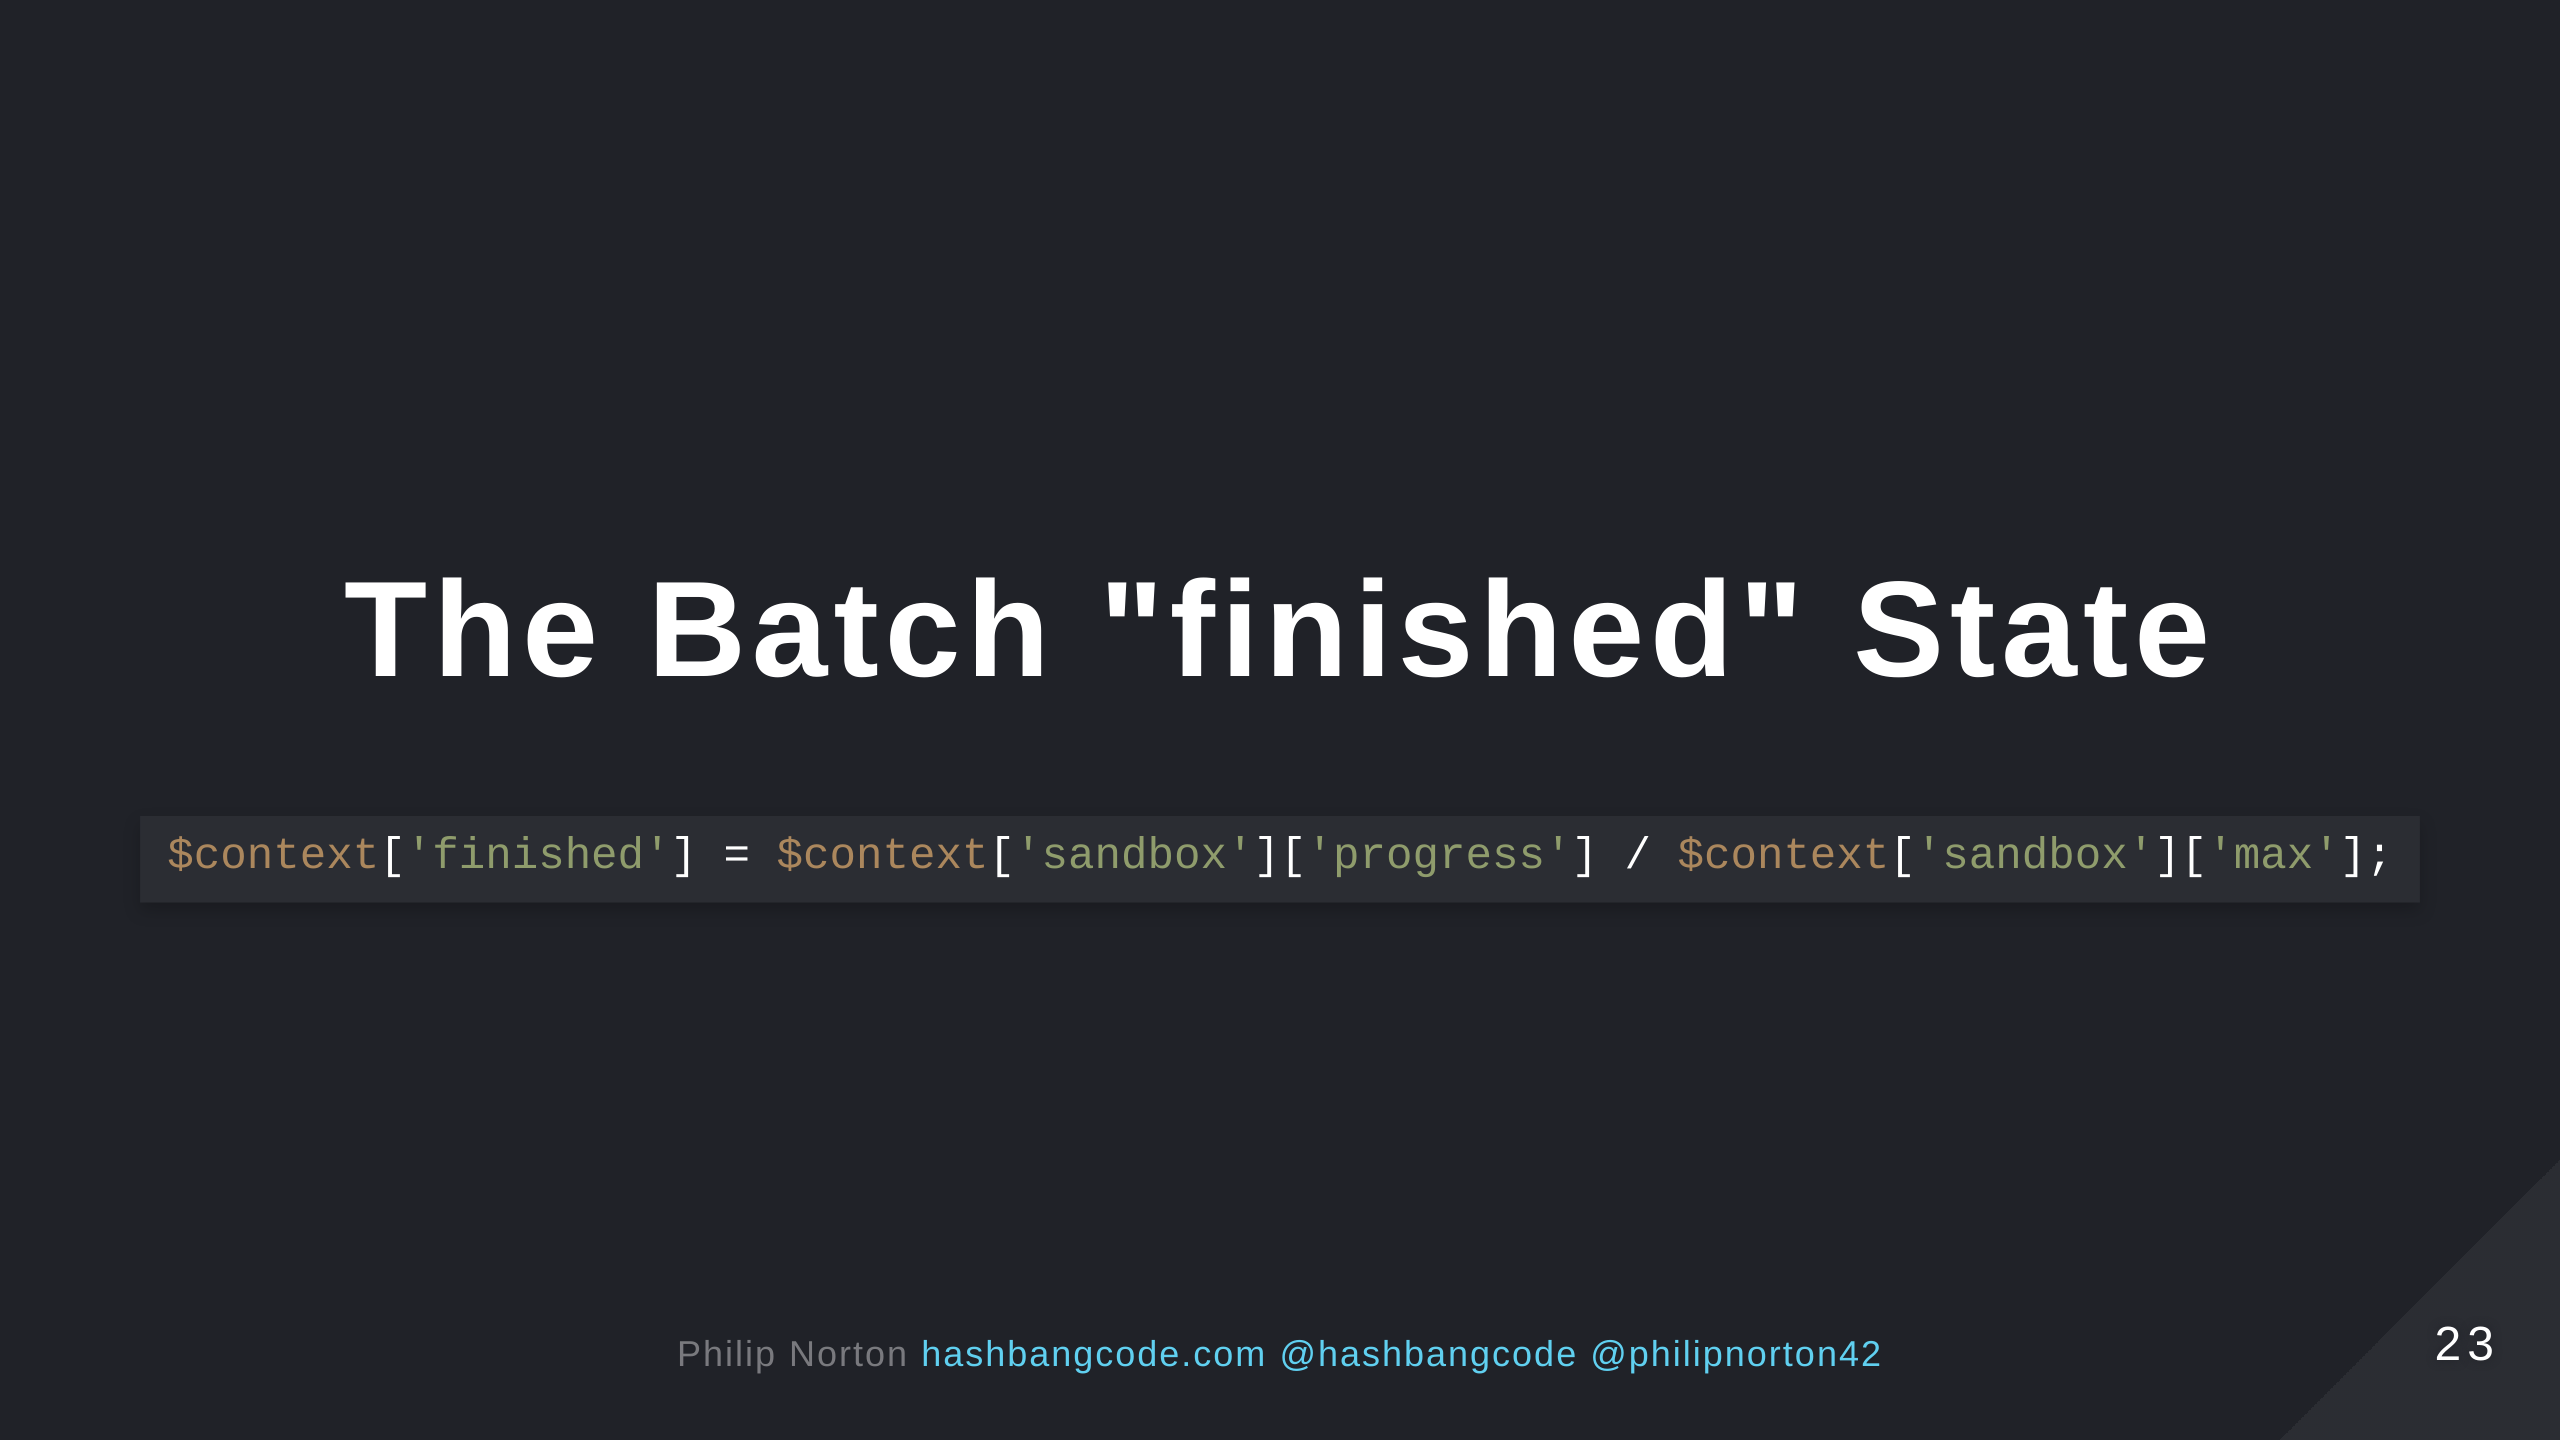 The Batch "finished" State
$context['finished'] = $context['sandbox']['progress'] / $context['sandbox']['max'];
Philip Norton hashbangcode.com @hashbangcode @philipnorton42
23